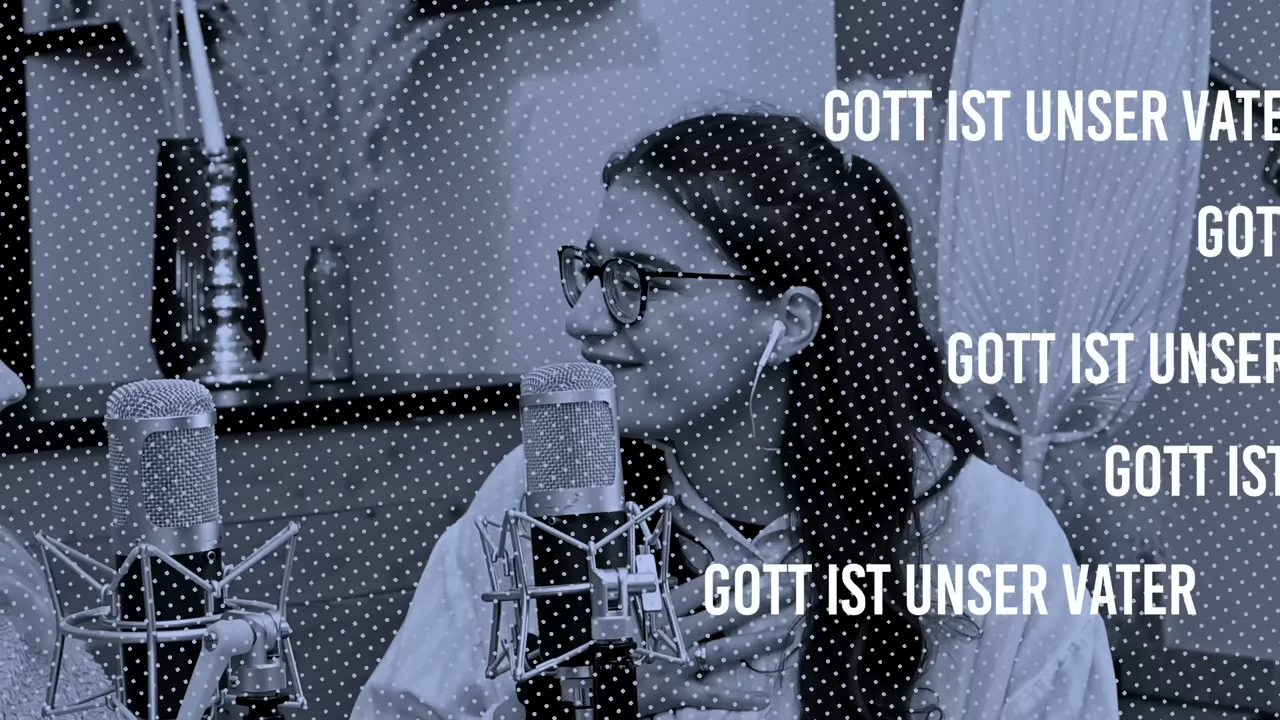 GOTT IST UNSER VATE
GOT
GOTT IST UNSER
GOTT IST
GOTT IST UNSER VATER